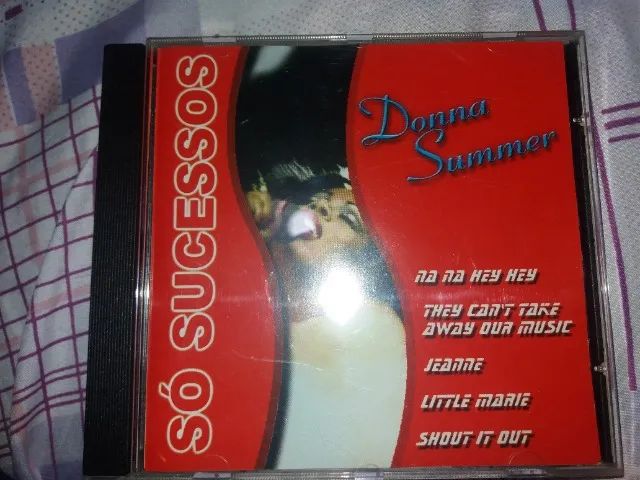 SÓ SUCESSOS
Donna
Summer
NA NA HEY HEY
THEY CAN'T TAKE
AWAY OUR MUSIC
JEANNE
LITTLE MARIE
SHOUT IT OUT